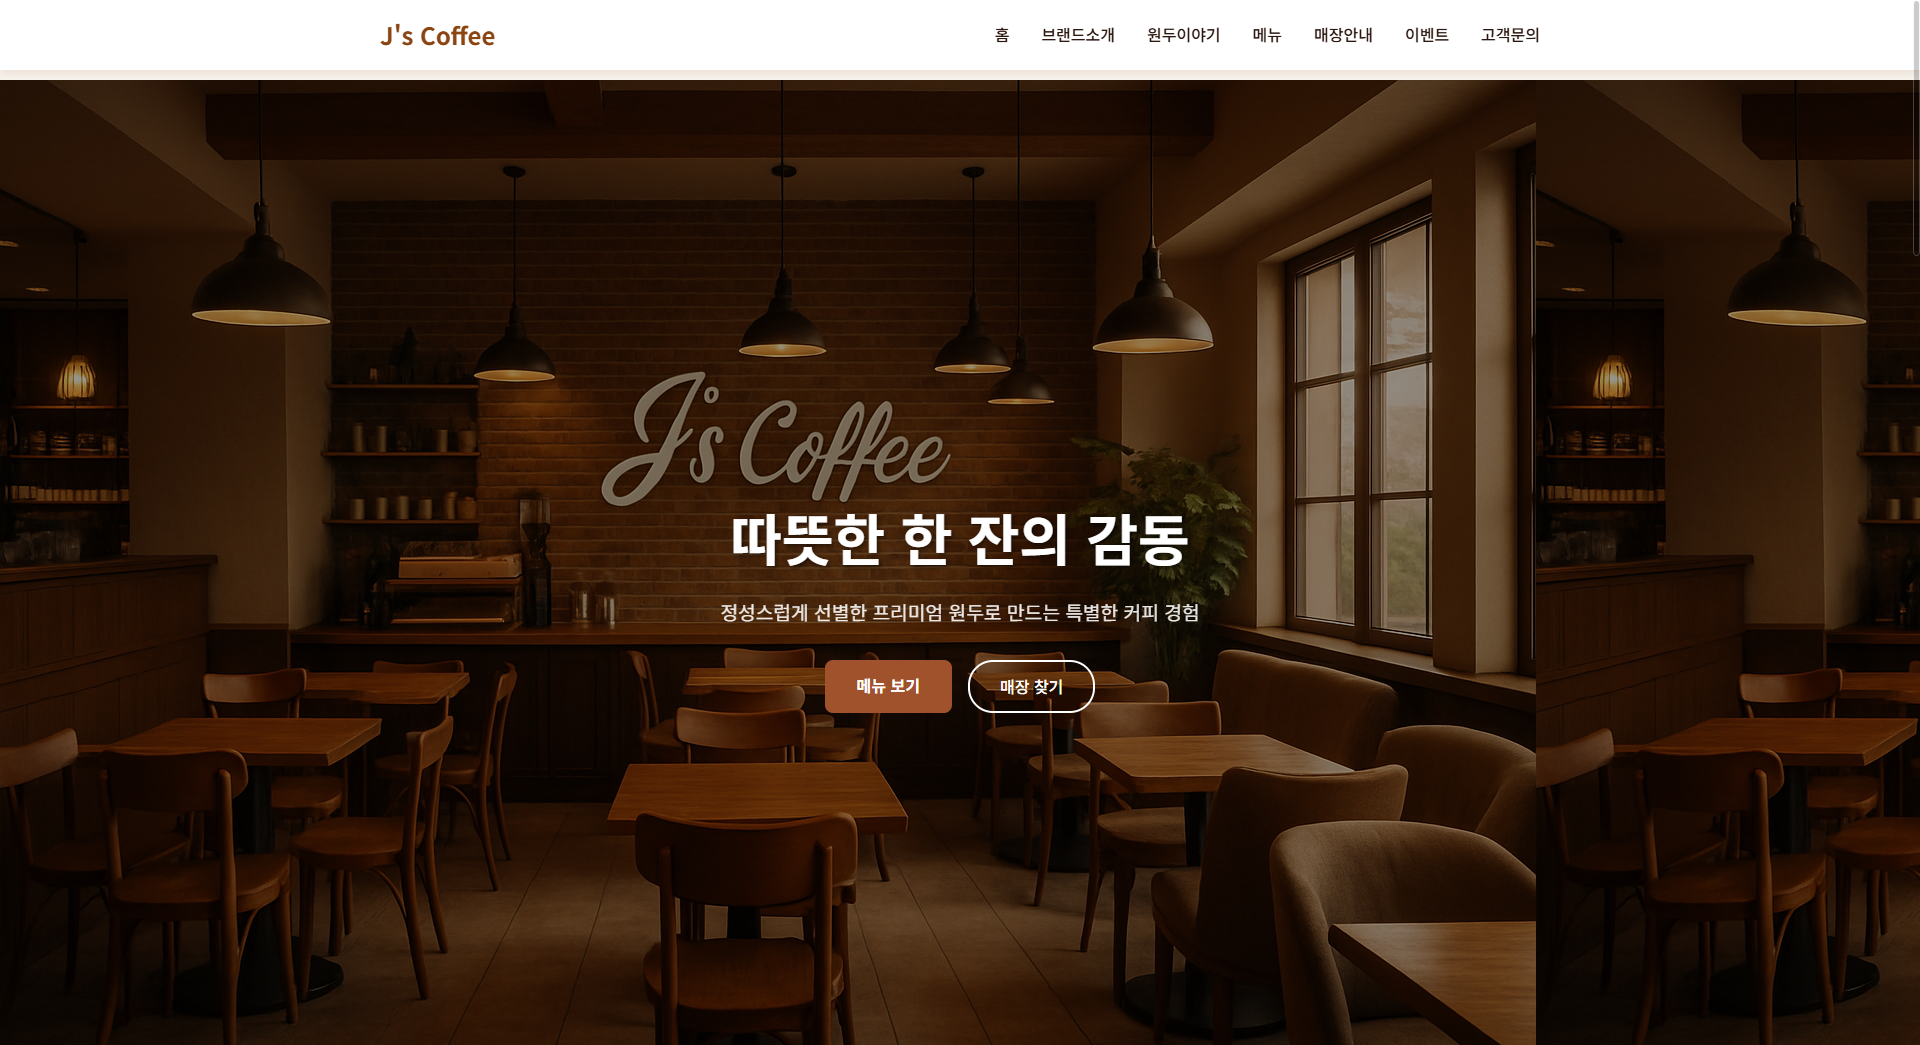 J's Coffee
홈 브랜드소개 원두이야기 메뉴 매장안내 이벤트 고객문의
J's Coffee
따뜻한 한 잔의 감동
정성스럽게 선별한 프리미엄 원두로 만드는 특별한 커피 경험
메뉴 보기 매장 찾기